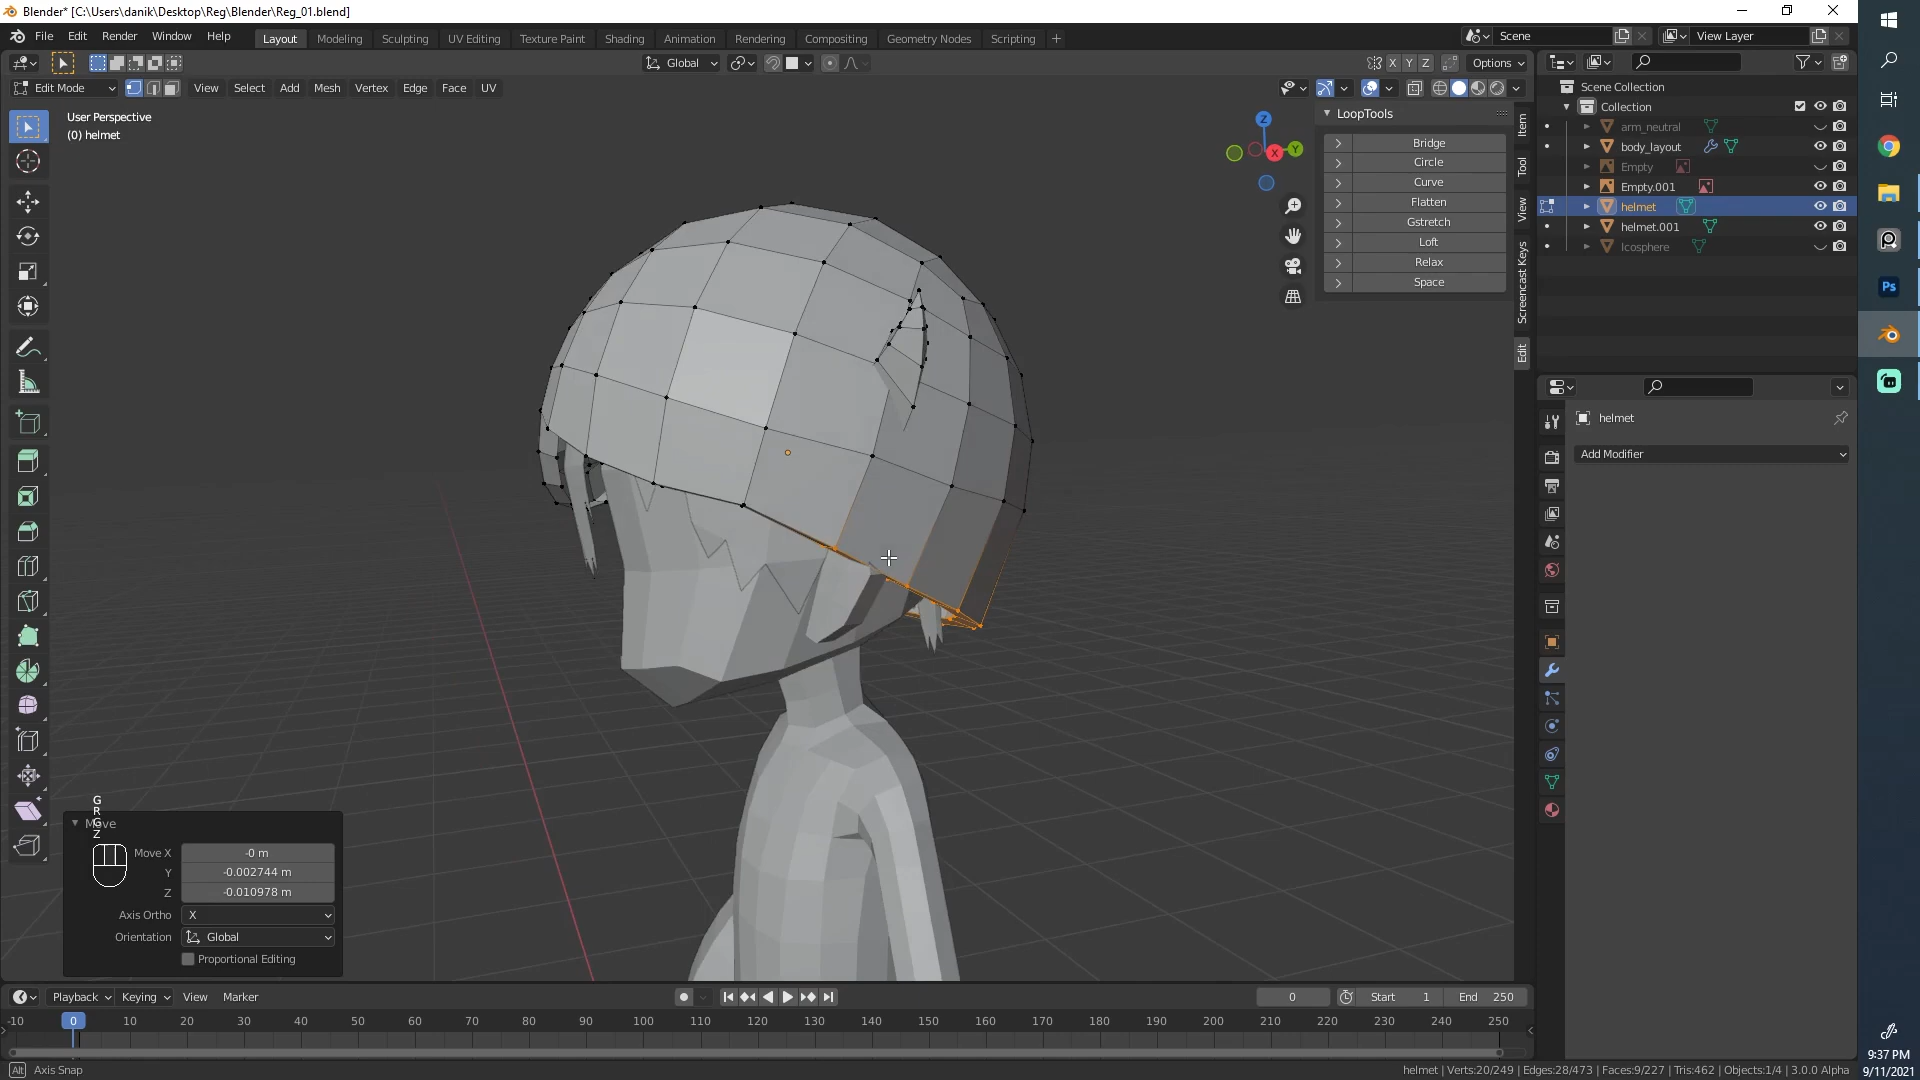 Blender* [C:\Users\danik\Desktop\Reg\Blender\Reg_01.blend]
File Edit Render Window Help
Layout Modeling Sculpting UV Editing Texture Paint Shading Animation Rendering Compositing Geometry Nodes Scripting +
Scene
View Layer
Global
X Y Z
Options
Edit Mode
View Select Add Mesh Vertex Edge Face UV
User Perspective
(0) helmet
Z
X
Y
LoopTools
Bridge
Circle
Curve
Flatten
Gstretch
Loft
Relax
Space
Item
Tool
View
Screencast Keys
Edit
Scene Collection
Collection
arm_neutral
body_layout
Empty
Empty.001
helmet
helmet.001
Icosphere
helmet
Add Modifier
Ps
G
R
G
Z
Move
Move X -0 m
Y -0.002744 m
Z -0.010978 m
Axis Ortho X
Orientation Global
Proportional Editing
Playback Keying View Marker
0
Start 1
End 250
-10 0 10 20 30 40 50 60 70 80 90 100 110 120 130 140 150 160 170 180 190 200 210 220 230 240 250
Alt Axis Snap
helmet | Verts:20/249 | Edges:28/473 | Faces:9/227 | Tris:462 | Objects:1/4 | 3.0.0 Alpha
9:37 PM
9/11/2021